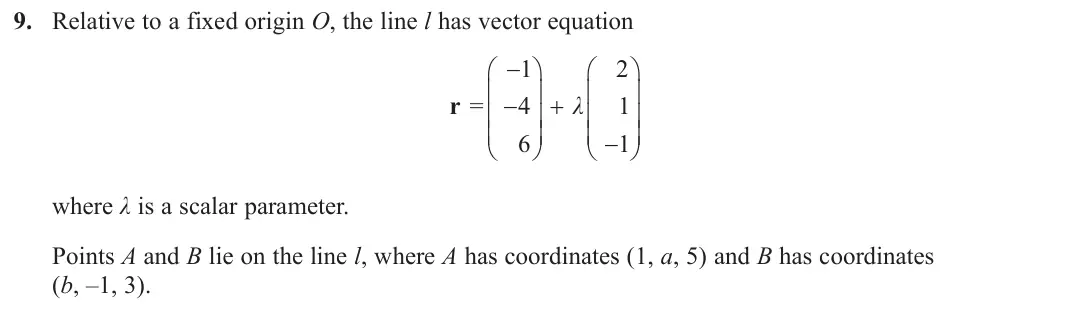 9. Relative to a fixed origin O, the line l has vector equation
r = (−1 −4 6) + λ (2 1 −1)
where λ is a scalar parameter.
Points A and B lie on the line l, where A has coordinates (1, a, 5) and B has coordinates
(b, –1, 3).